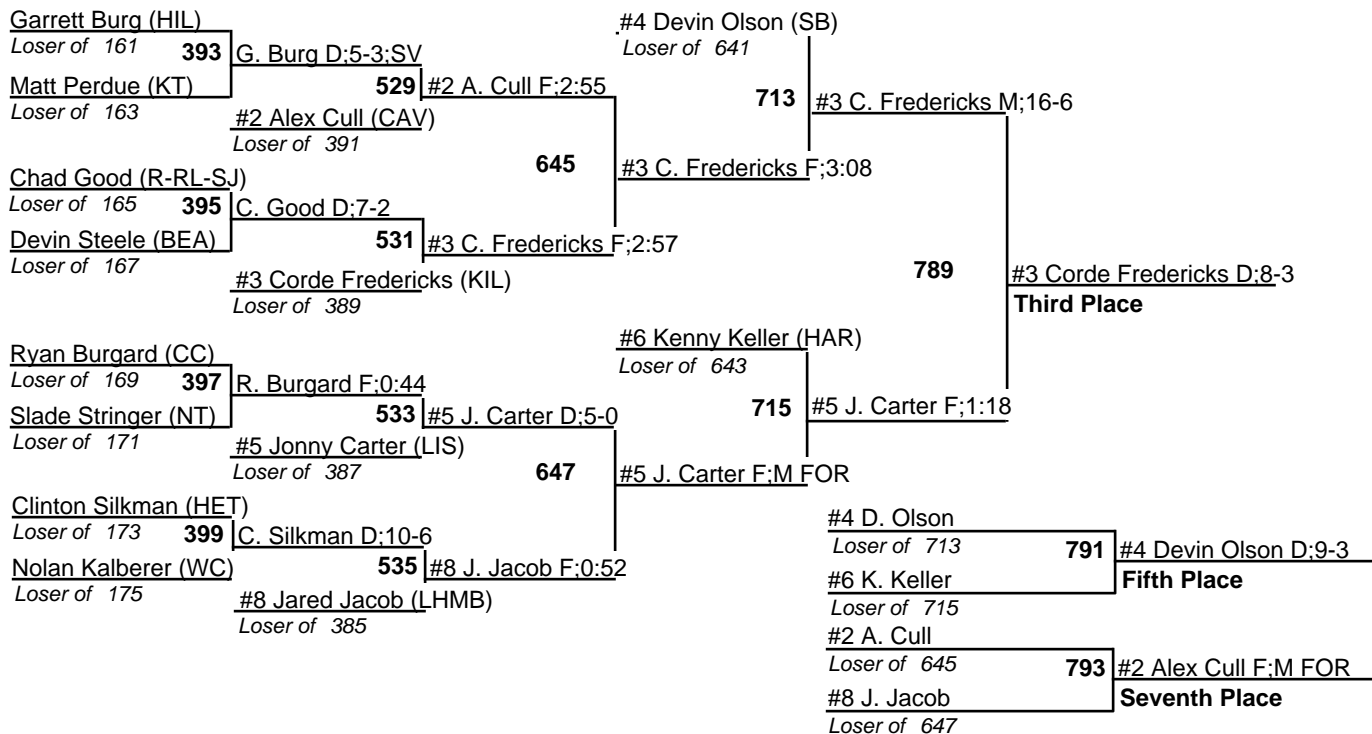 Garrett Burg (HIL)
Loser of 161
393
G. Burg D;5-3;SV
Matt Perdue (KT)
Loser of 163
529
#2 A. Cull F;2:55
#2 Alex Cull (CAV)
Loser of 391
Chad Good (R-RL-SJ)
Loser of 165
395
C. Good D;7-2
Devin Steele (BEA)
Loser of 167
531
#3 C. Fredericks F;2:57
#3 Corde Fredericks (KIL)
Loser of 389
645
#3 C. Fredericks F;3:08
#4 Devin Olson (SB)
Loser of 641
713
#3 C. Fredericks M;16-6
Ryan Burgard (CC)
Loser of 169
397
R. Burgard F;0:44
Slade Stringer (NT)
Loser of 171
533
#5 J. Carter D;5-0
#5 Jonny Carter (LIS)
Loser of 387
Clinton Silkman (HET)
Loser of 173
399
C. Silkman D;10-6
Nolan Kalberer (WC)
Loser of 175
535
#8 J. Jacob F;0:52
#8 Jared Jacob (LHMB)
Loser of 385
647
#5 J. Carter F;M FOR
#6 Kenny Keller (HAR)
Loser of 643
715
#5 J. Carter F;1:18
789
#3 Corde Fredericks D;8-3
Third Place
#4 D. Olson
Loser of 713
791
#4 Devin Olson D;9-3
#6 K. Keller
Fifth Place
Loser of 715
#2 A. Cull
Loser of 645
793
#2 Alex Cull F;M FOR
#8 J. Jacob
Seventh Place
Loser of 647